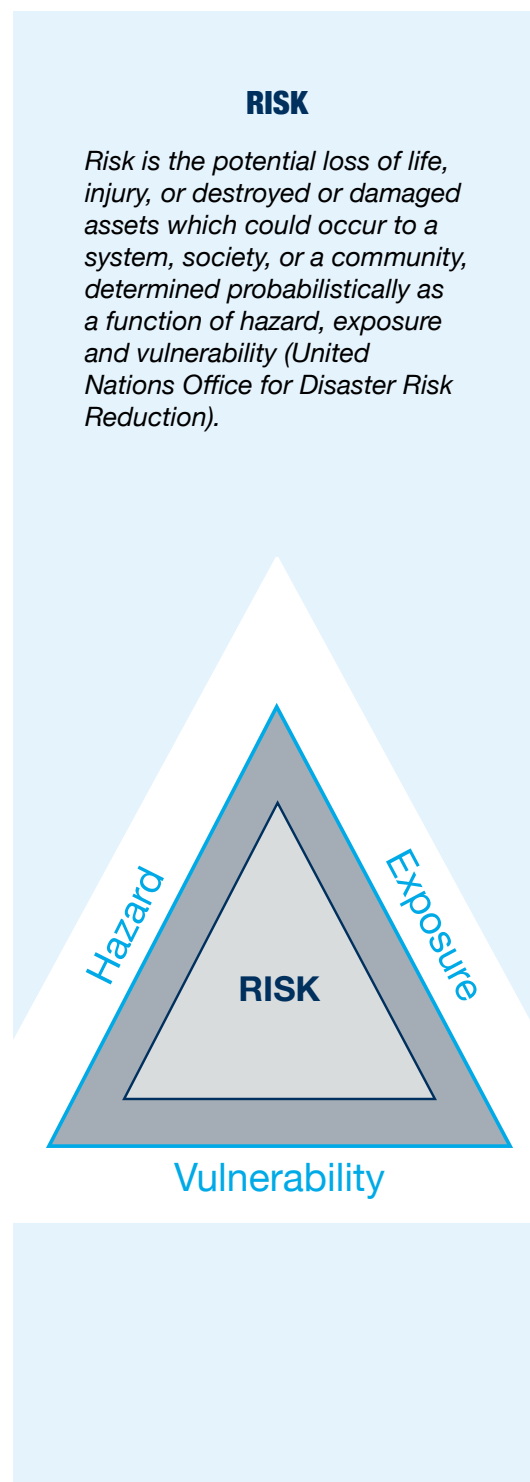 RISK
Risk is the potential loss of life,
injury, or destroyed or damaged
assets which could occur to a
system, society, or a community,
determined probabilistically as
a function of hazard, exposure
and vulnerability (United
Nations Office for Disaster Risk
Reduction).
Hazard
Exposure
RISK
Vulnerability